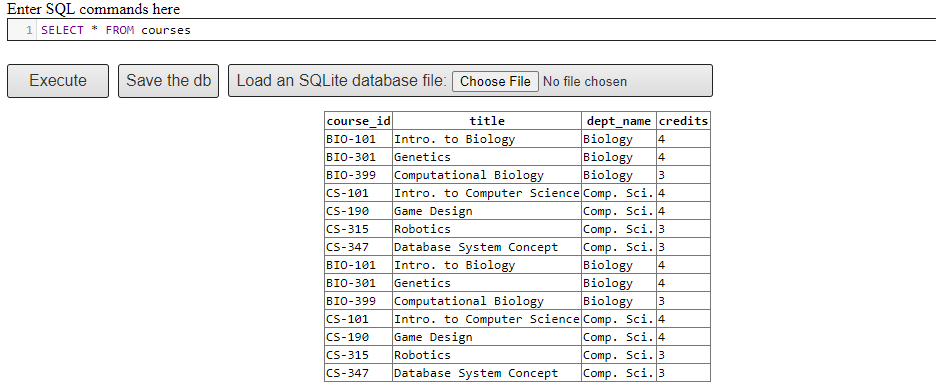 Enter SQL commands here
1 SELECT * FROM courses
Execute Save the db Load an SQLite database file: Choose File No file chosen
course_id title dept_name credits
BIO-101 Intro. to Biology Biology 4
BIO-301 Genetics Biology 4
BIO-399 Computational Biology Biology 3
CS-101 Intro. to Computer Science Comp. Sci. 4
CS-190 Game Design Comp. Sci. 4
CS-315 Robotics Comp. Sci. 3
CS-347 Database System Concept Comp. Sci. 3
BIO-101 Intro. to Biology Biology 4
BIO-301 Genetics Biology 4
BIO-399 Computational Biology Biology 3
CS-101 Intro. to Computer Science Comp. Sci. 4
CS-190 Game Design Comp. Sci. 4
CS-315 Robotics Comp. Sci. 3
CS-347 Database System Concept Comp. Sci. 3